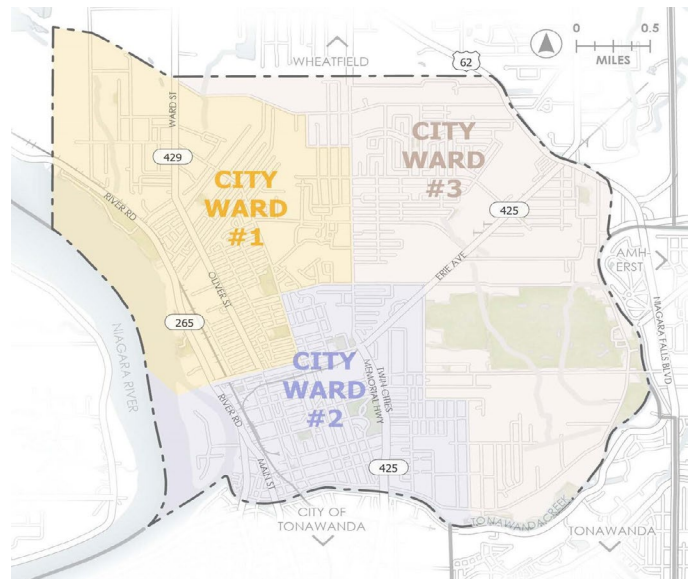 0 0.5
MILES
WHEATFIELD
62
WARD ST
429
CITY
WARD
#3
CITY
WARD
#1
RIVER RD
425
ERIE AVE
AMH-
ERST
OLIVER ST
265
NIAGARA RIVER
NIAGARA FALLS BLVD
CITY
WARD
#2
TWIN CITIES
MEMORIAL HWY
RIVER RD
MAIN ST
425
CITY OF
TONAWANDA
TONAWANDA CREEK
TONAWANDA